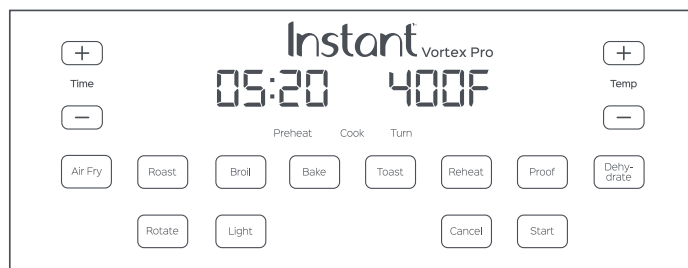 Instant Vortex Pro
+ +
Time 05:20 400F Temp
− −
Preheat Cook Turn
Air Fry Roast Broil Bake Toast Reheat Proof Dehy-
drate
Rotate Light Cancel Start